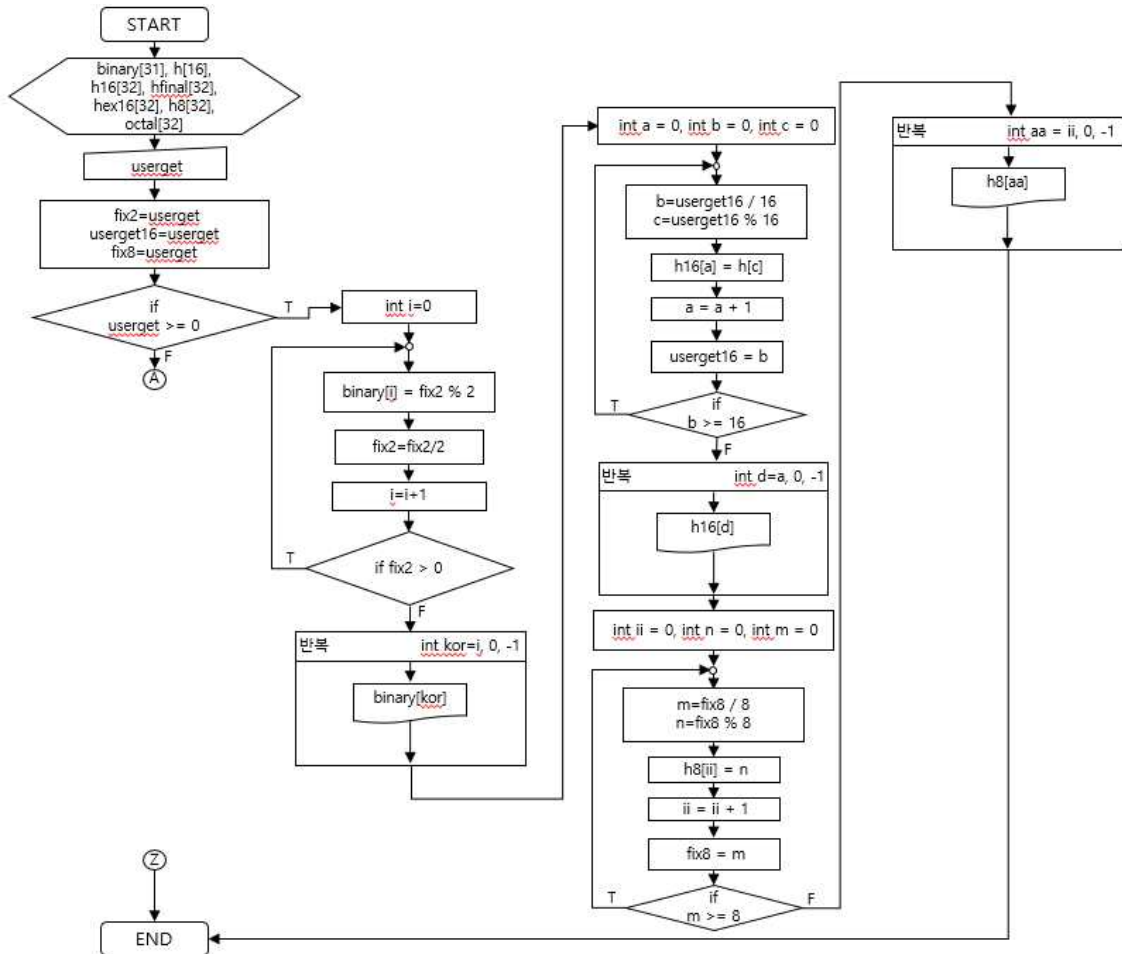 START
binary[31], h[16],
h16[32], hfinal[32],
hex16[32], h8[32],
octal[32]
userget
fix2=userget
userget16=userget
fix8=userget
if
userget >= 0
T
F
A
int i=0
binary[i] = fix2 % 2
fix2=fix2/2
i=i+1
if fix2 > 0
T
F
반복 int kor=i, 0, -1
binary[kor]
int a = 0, int b = 0, int c = 0
b=userget16 / 16
c=userget16 % 16
h16[a] = h[c]
a = a + 1
userget16 = b
if
b >= 16
T
F
반복 int d=a, 0, -1
h16[d]
int ii = 0, int n = 0, int m = 0
m=fix8 / 8
n=fix8 % 8
h8[ii] = n
ii = ii + 1
fix8 = m
if
m >= 8
T
F
반복 int aa = ii, 0, -1
h8[aa]
Z
END